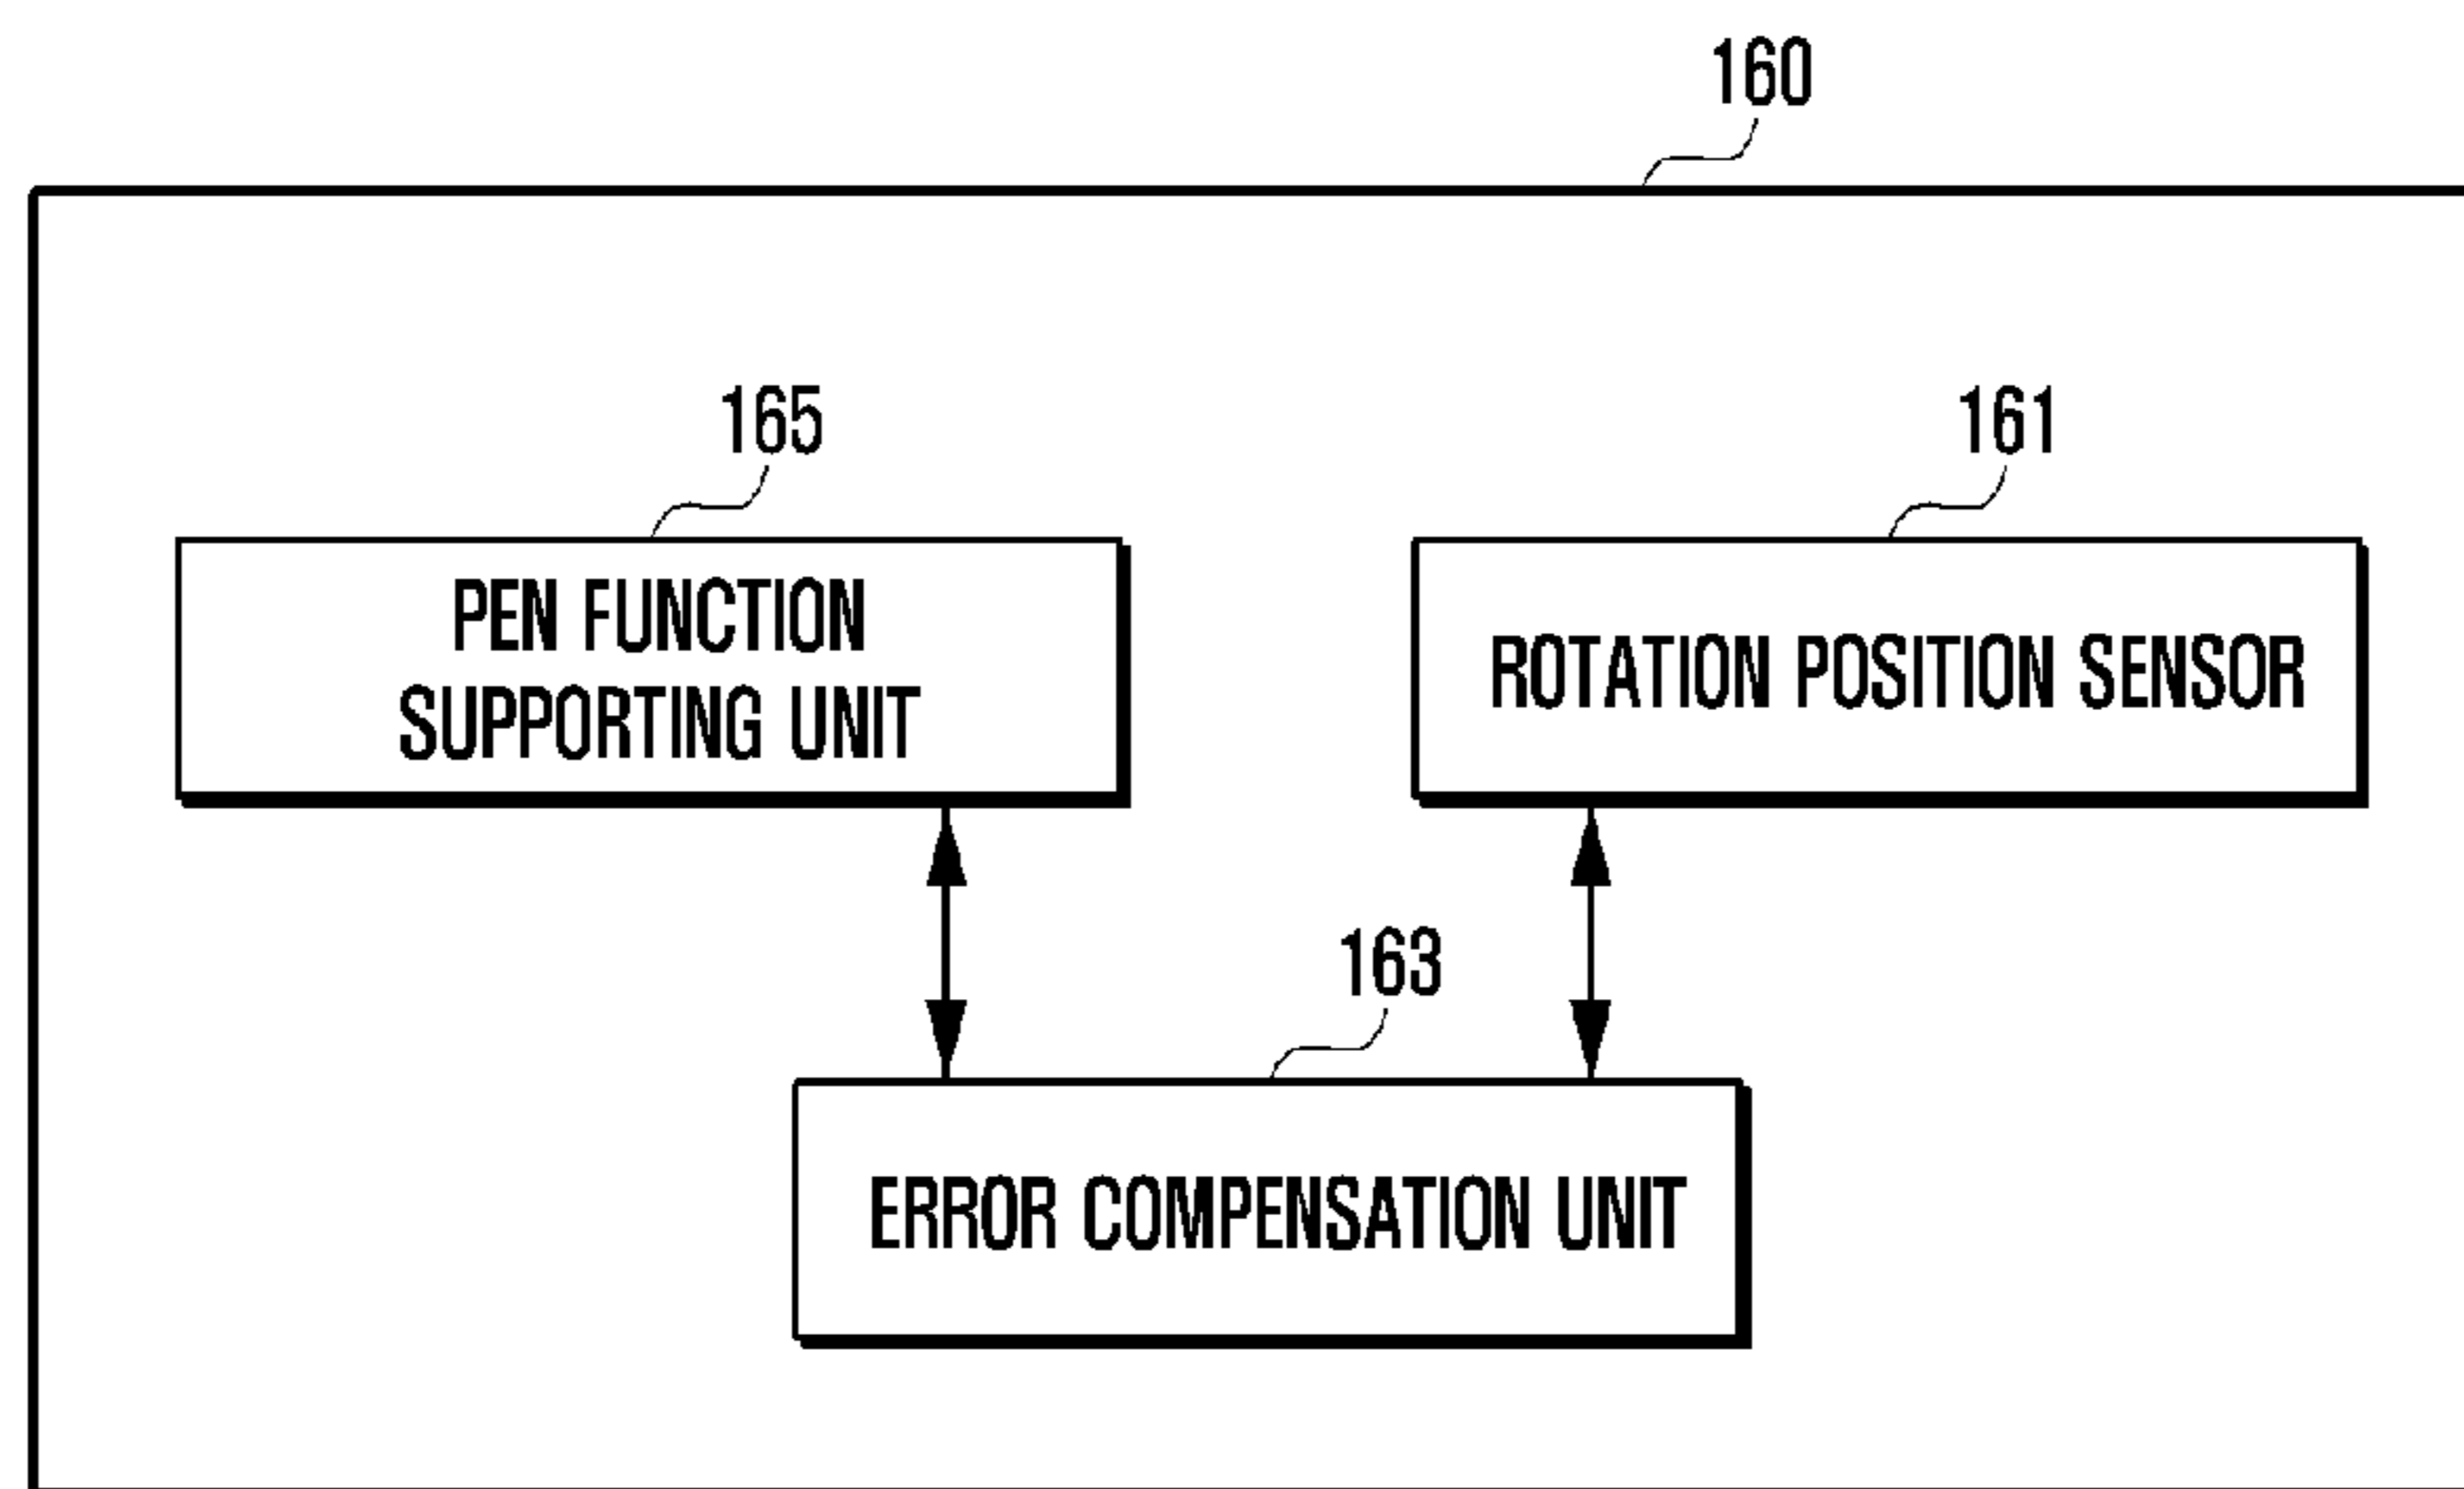 160
165
161
PEN FUNCTION
SUPPORTING UNIT
ROTATION POSITION SENSOR
163
ERROR COMPENSATION UNIT